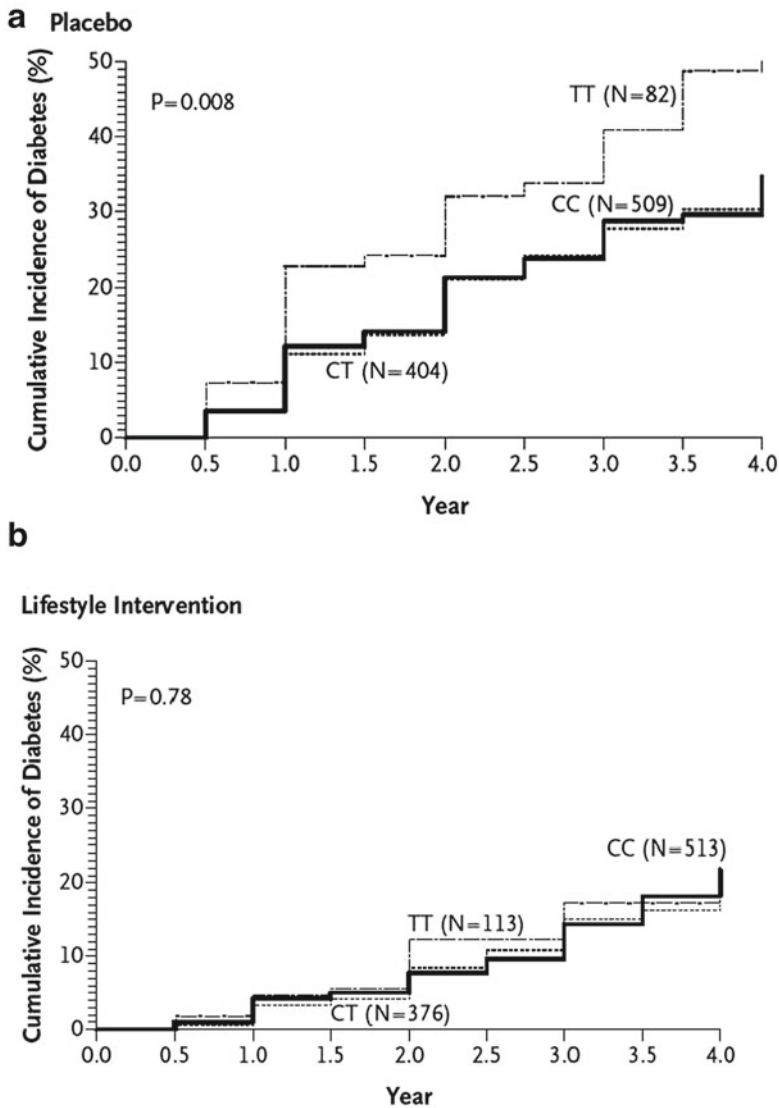 a Placebo
Cumulative Incidence of Diabetes (%)
50
40
30
20
10
0
P=0.008
TT (N=82)
CC (N=509)
CT (N=404)
0.0 0.5 1.0 1.5 2.0 2.5 3.0 3.5 4.0
Year
b
Lifestyle Intervention
Cumulative Incidence of Diabetes (%)
50
40
30
20
10
0
P=0.78
CC (N=513)
TT (N=113)
CT (N=376)
0.0 0.5 1.0 1.5 2.0 2.5 3.0 3.5 4.0
Year